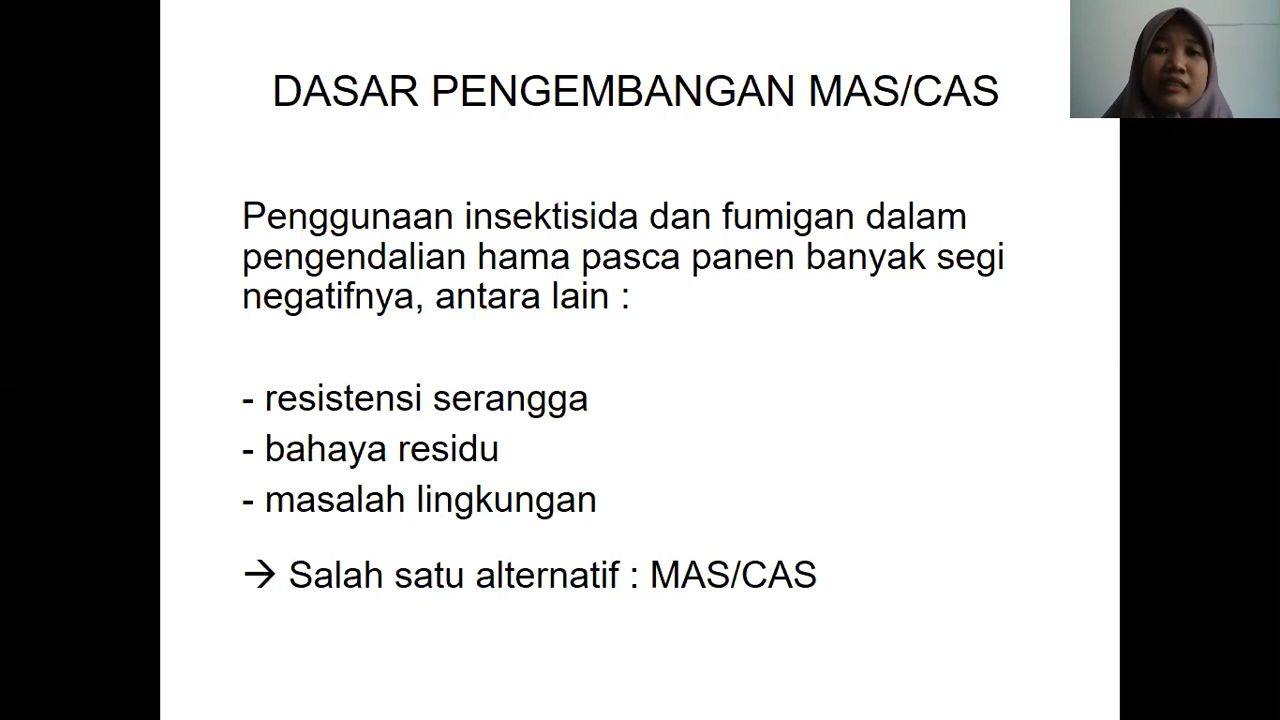 DASAR PENGEMBANGAN MAS/CAS
Penggunaan insektisida dan fumigan dalam
pengendalian hama pasca panen banyak segi
negatifnya, antara lain :
- resistensi serangga
- bahaya residu
- masalah lingkungan
→ Salah satu alternatif : MAS/CAS